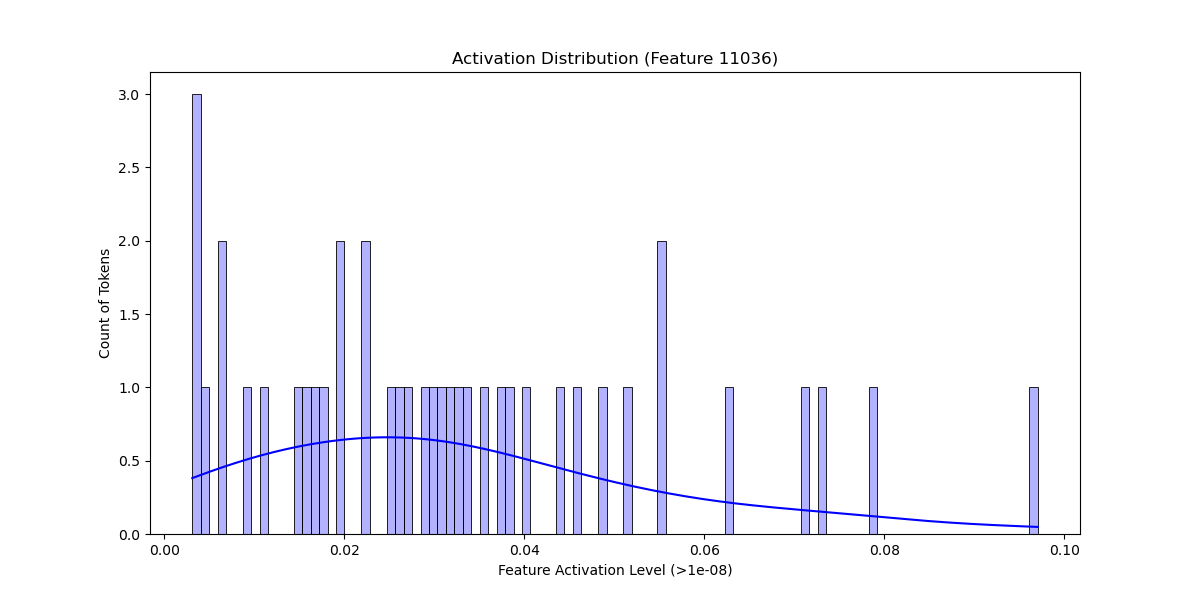 Activation Distribution (Feature 11036)
3.0
2.5
2.0
1.5
1.0
0.5
0.0
Count of Tokens
0.00 0.02 0.04 0.06 0.08 0.10
Feature Activation Level (>1e-08)